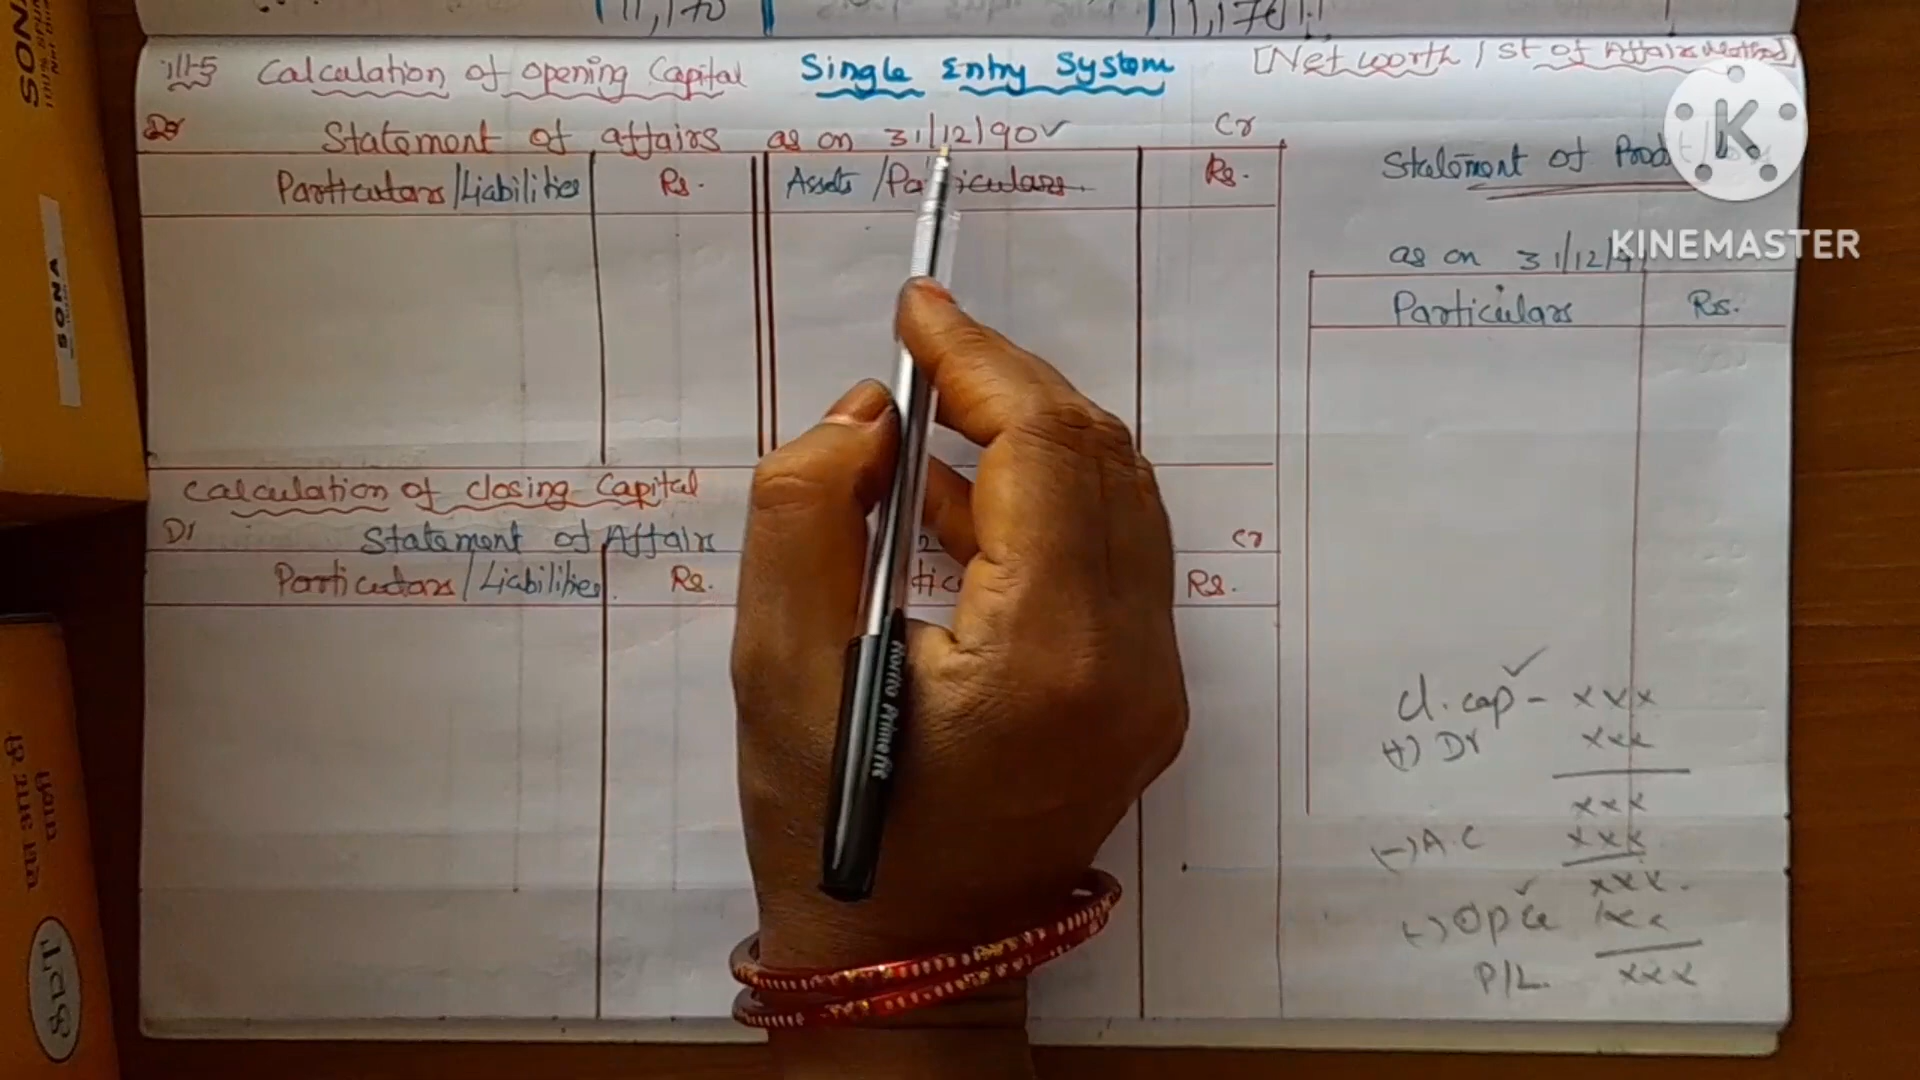 11,170
11,170
ill-5 Calculation of opening Capital Single Entry System [Net worth / St of Affairs Method]
Dr Statement of affairs as on 31/12/90 Cr
Particulars/Liabilities Rs. Assets/Particulars Rs.
Statement of
as on 31/12/
Particulars Rs.
KINEMASTER
K
Calculation of closing Capital
Dr Statement of Affairs Cr
Particulars/Liabilities Rs. Rs.
cl. cap - xxx
(+) Dr xxx
xxx
(-) A.C xxx
xxx.
(-) Op Ca xxx
P/L. xxx
Norito Primefit
SONA
SONA